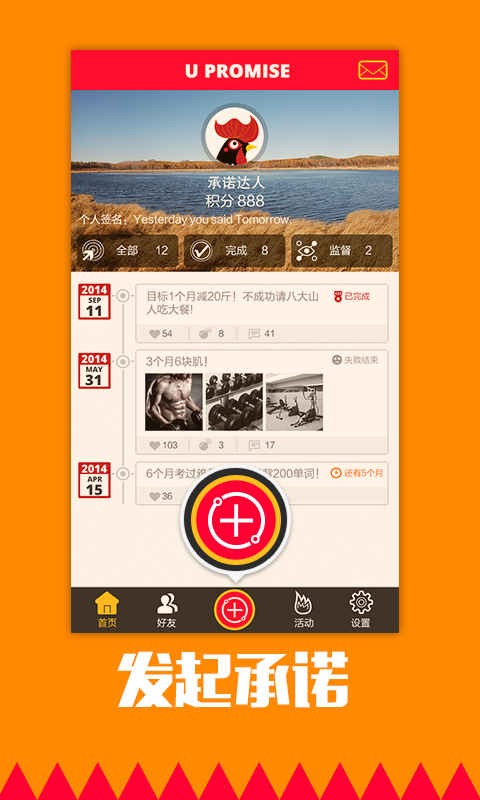 U PROMISE
承诺达人
积分 888
个人签名：Yesterday you said Tomorrow.
全部 12
完成 8
监督 2
2014
SEP
11
目标1个月减20斤！不成功请八大山
人吃大餐！
已完成
54
8
41
2014
MAY
31
3个月6块肌！
失败结束
103
3
17
2014
APR
15
6个月考过雅
背200单词！
还有5个月
36
首页
好友
活动
设置
发起承诺